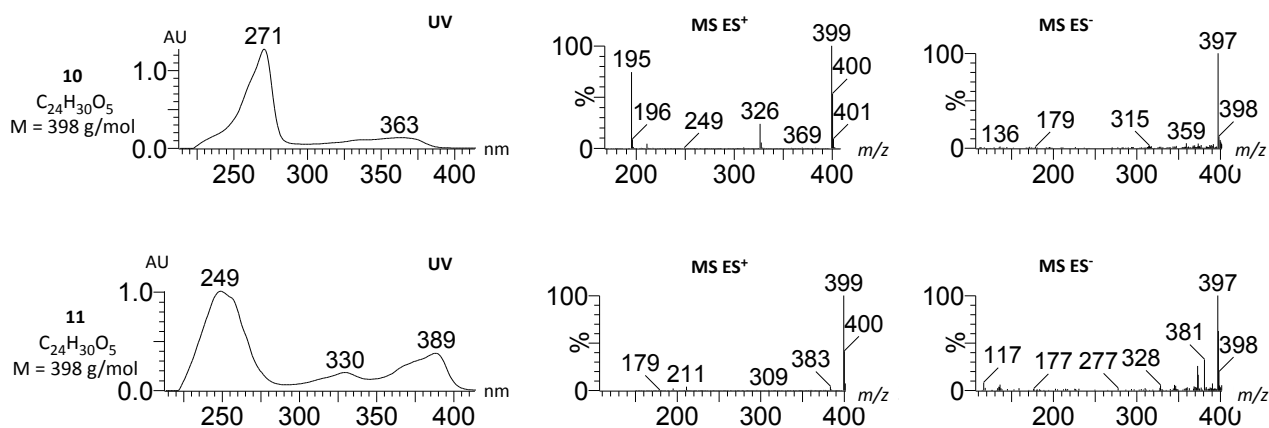 10
C24H30O5
M = 398 g/mol
UV
AU
271
363
1.0
0.0
250 300 350 400 nm
MS ES+
100
%
0
195
196
249
326
369
399
400
401
200 300 400 m/z
MS ES-
100
%
0
136
179
315
359
397
398
200 300 400 m/z
11
C24H30O5
M = 398 g/mol
UV
AU
249
330
389
1.0
0.0
250 300 350 400 nm
MS ES+
100
%
0
179
211
309
383
399
400
200 300 400 m/z
MS ES-
100
%
0
117
177
277
328
381
397
398
200 300 400 m/z